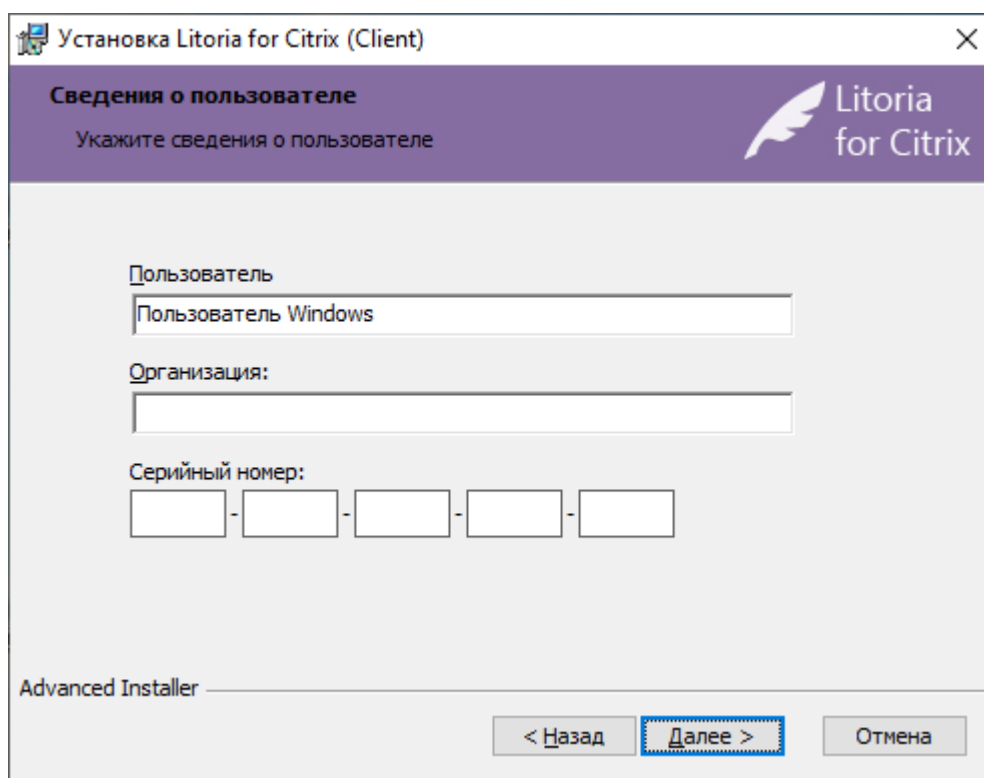 Установка Litoria for Citrix (Client)
Сведения о пользователе
Укажите сведения о пользователе
Litoria
for Citrix
Пользователь
Пользователь Windows
Организация:
Серийный номер:
- - - -
Advanced Installer
< Назад Далее > Отмена